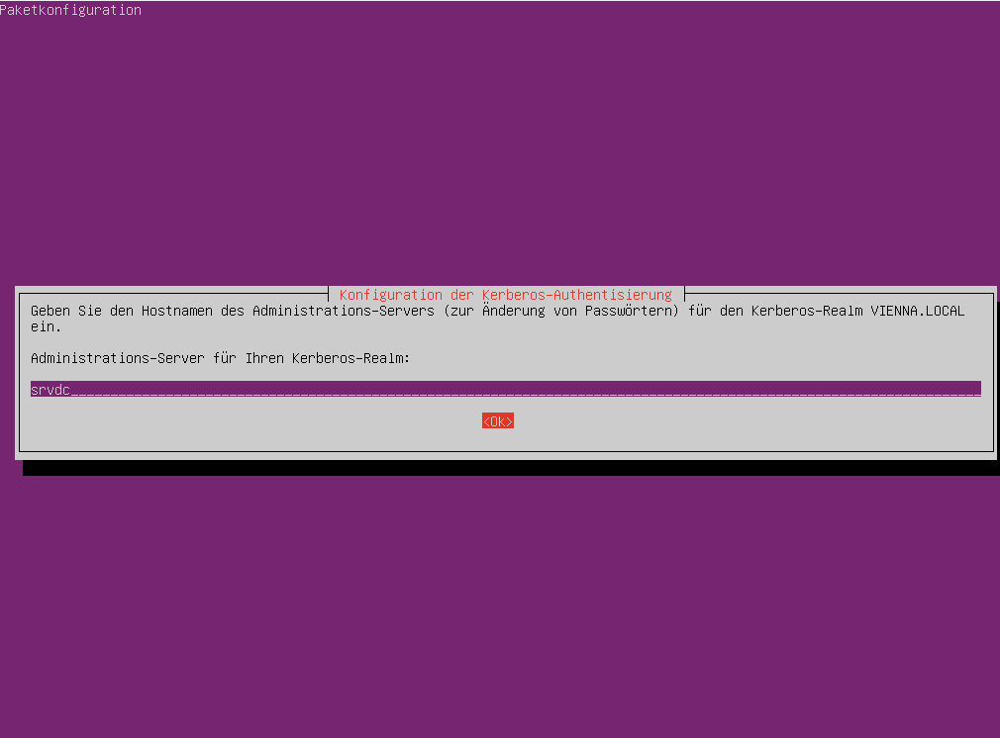 Paketkonfiguration
Konfiguration der Kerberos-Authentisierung
Geben Sie den Hostnamen des Administrations-Servers (zur Änderung von Passwörtern) für den Kerberos-Realm VIENNA.LOCAL
ein.
Administrations-Server für Ihren Kerberos-Realm:
srvdc
<Ok>